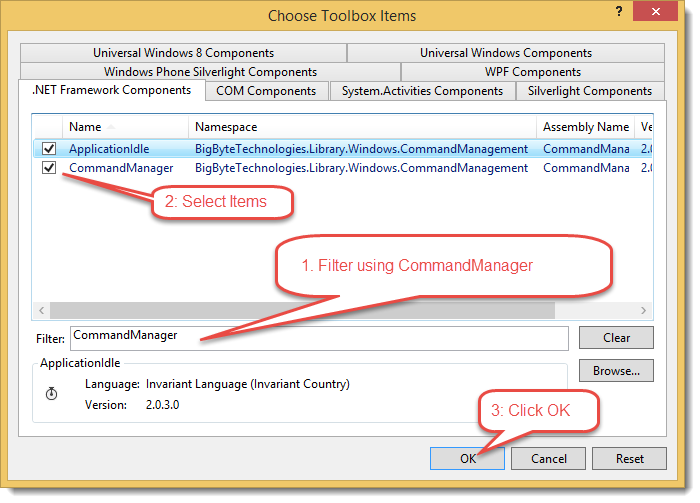 Choose Toolbox Items
?
Universal Windows 8 Components
Universal Windows Components
Windows Phone Silverlight Components
WPF Components
.NET Framework Components
COM Components
System.Activities Components
Silverlight Components
Name
Namespace
Assembly Name
Ve
ApplicationIdle
BigByteTechnologies.Library.Windows.CommandManagement
CommandMana
2.0
CommandManager
BigByteTechnologies.Library.Windows.CommandManagement
CommandMana
2.0
2: Select Items
1. Filter using CommandManager
Filter:
CommandManager
Clear
ApplicationIdle
Browse...
Language: Invariant Language (Invariant Country)
Version: 2.0.3.0
3: Click OK
OK
Cancel
Reset